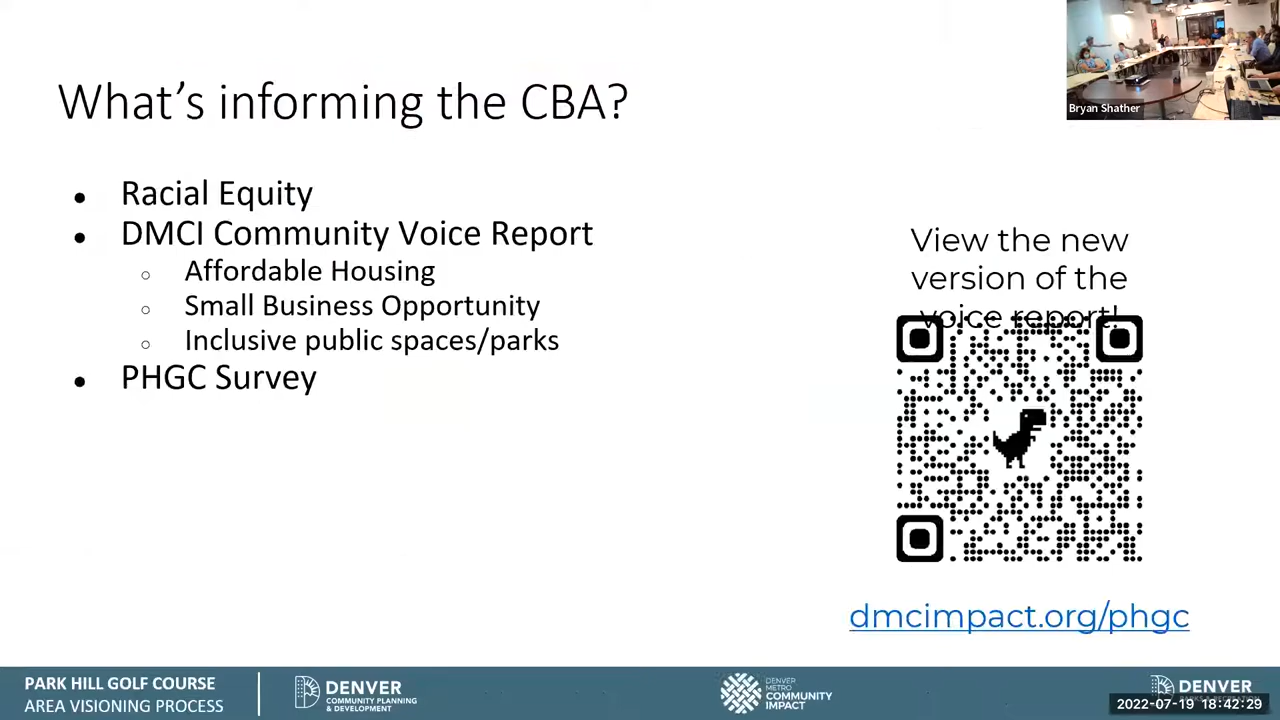 What's informing the CBA?
Bryan Shather
● Racial Equity
● DMCI Community Voice Report
○ Affordable Housing
○ Small Business Opportunity
○ Inclusive public spaces/parks
● PHGC Survey
View the new
version of the
voice report!
dmcimpact.org/phgc
PARK HILL GOLF COURSE
AREA VISIONING PROCESS
DENVER
COMMUNITY PLANNING
& DEVELOPMENT
DENVER
METRO
COMMUNITY
IMPACT
DENVER
2022-07-19 18:42:29